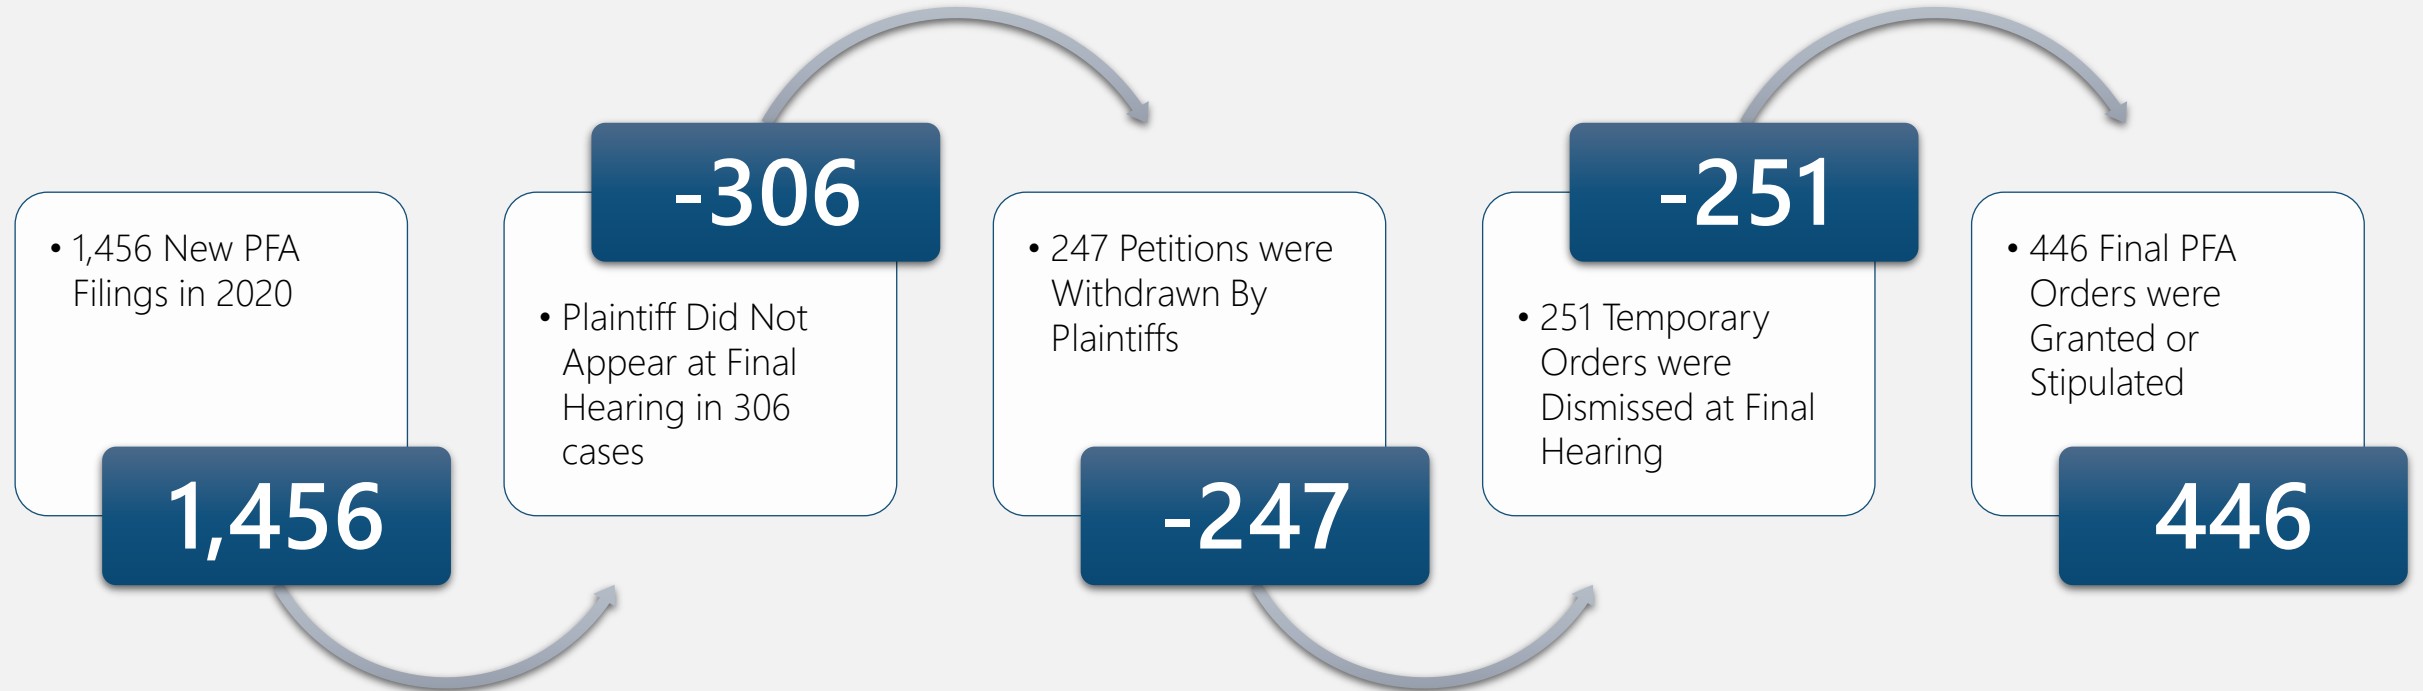 • 1,456 New PFA
Filings in 2020
1,456
-306
• Plaintiff Did Not
Appear at Final
Hearing in 306
cases
• 247 Petitions were
Withdrawn By
Plaintiffs
-247
-251
• 251 Temporary
Orders were
Dismissed at Final
Hearing
• 446 Final PFA
Orders were
Granted or
Stipulated
446